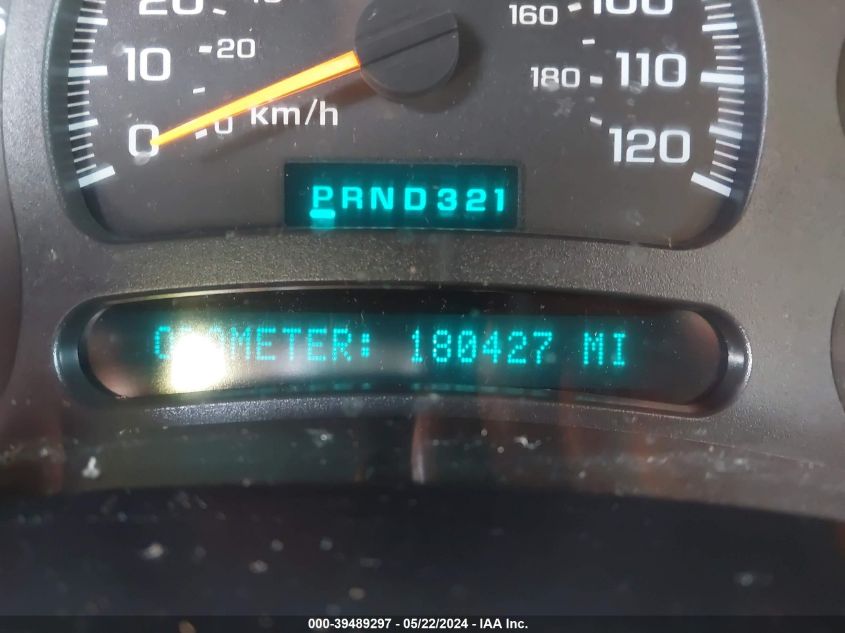 20 160 100
10 20 180 110
0 0 km/h 120
PRND321
ODOMETER: 180427 MI
000-39489297 - 05/22/2024 - IAA Inc.